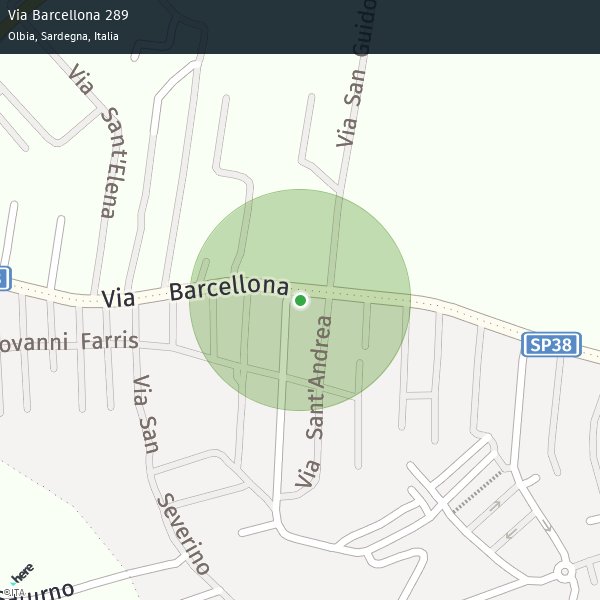 Via Barcellona 289
Olbia, Sardegna, Italia
Via San Guido
Via Sant'Elena
Via Barcellona
ovanni Farris
SP38
Via Sant'Andrea
Via San Severino
here
aturno